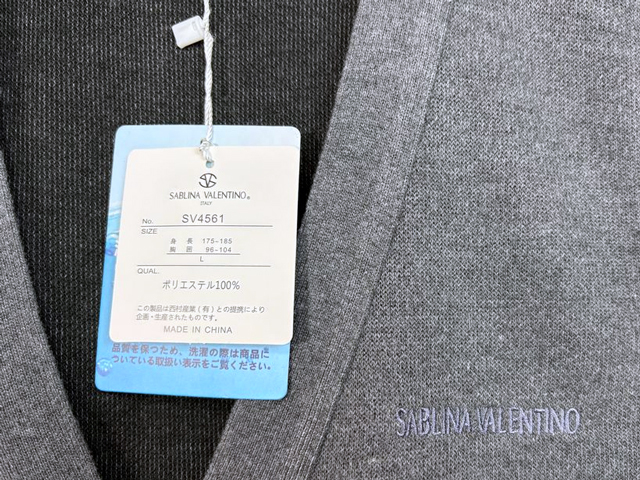 SABLINA VALENTINO®
ITALY
No. SV4561
SIZE
身長 175-185
胸囲 96-104
L
QUAL.
ポリエステル100%
この製品は西村産業(有)との提携により
企画・生産されたものです。
MADE IN CHINA
品質を保つため、洗濯の際は商品に
ついている取扱い表示をご覧ください。
SABLINA VALENTINO